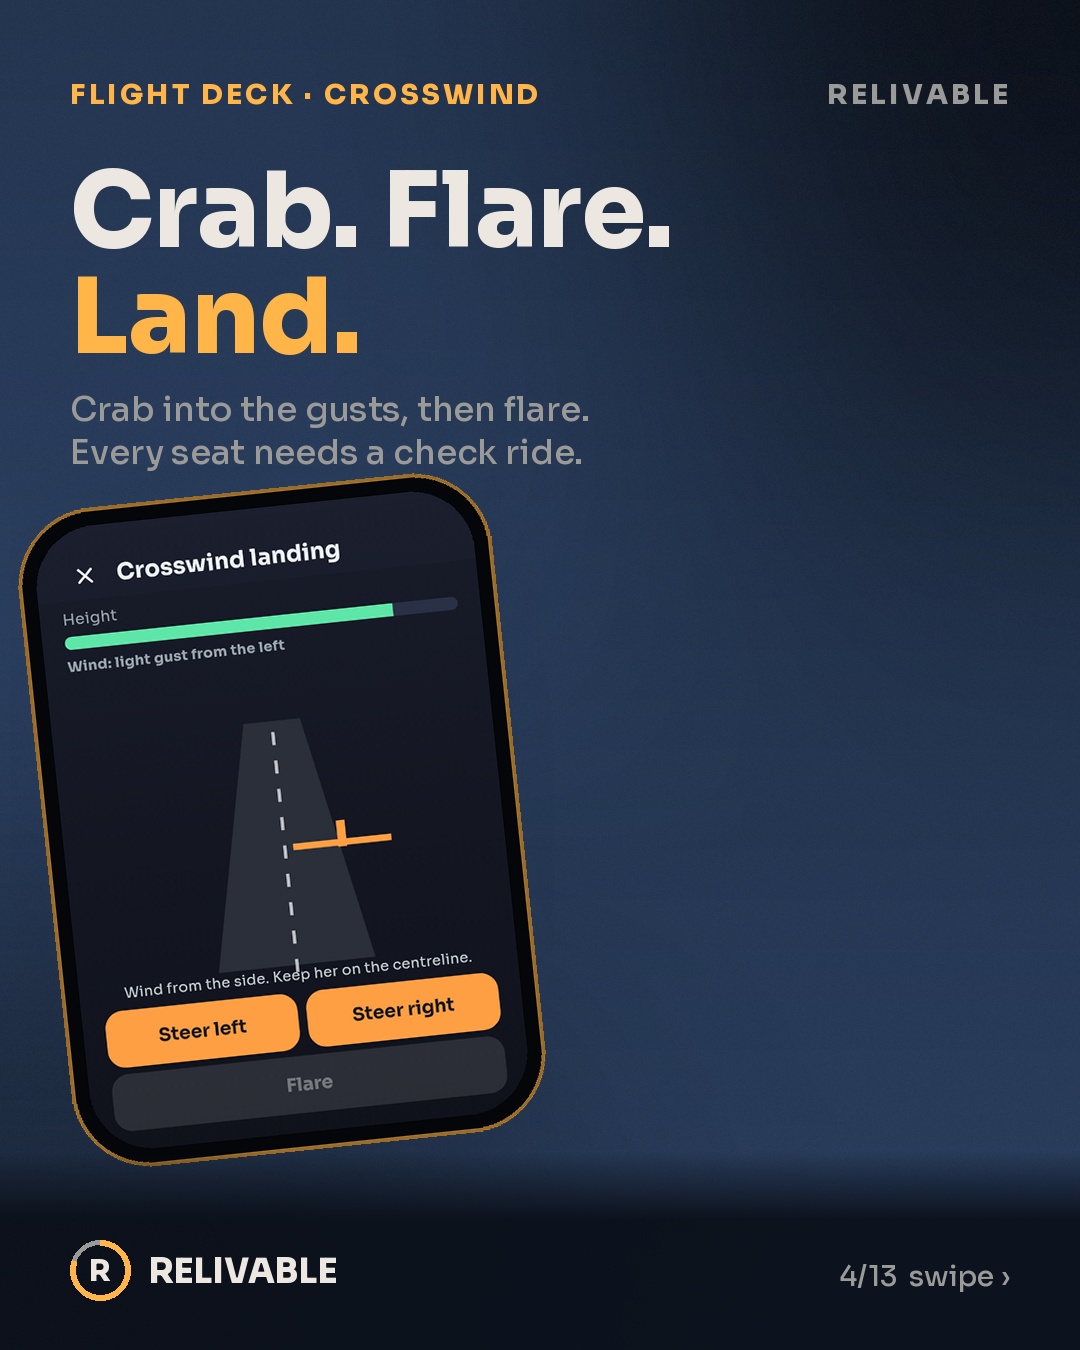 FLIGHT DECK · CROSSWIND
RELIVABLE
Crab. Flare.
Land.
Crab into the gusts, then flare.
Every seat needs a check ride.
Crosswind landing
Height
Wind: light gust from the left
Wind from the side. Keep her on the centreline.
Steer left
Steer right
Flare
R RELIVABLE
4/13 swipe ›